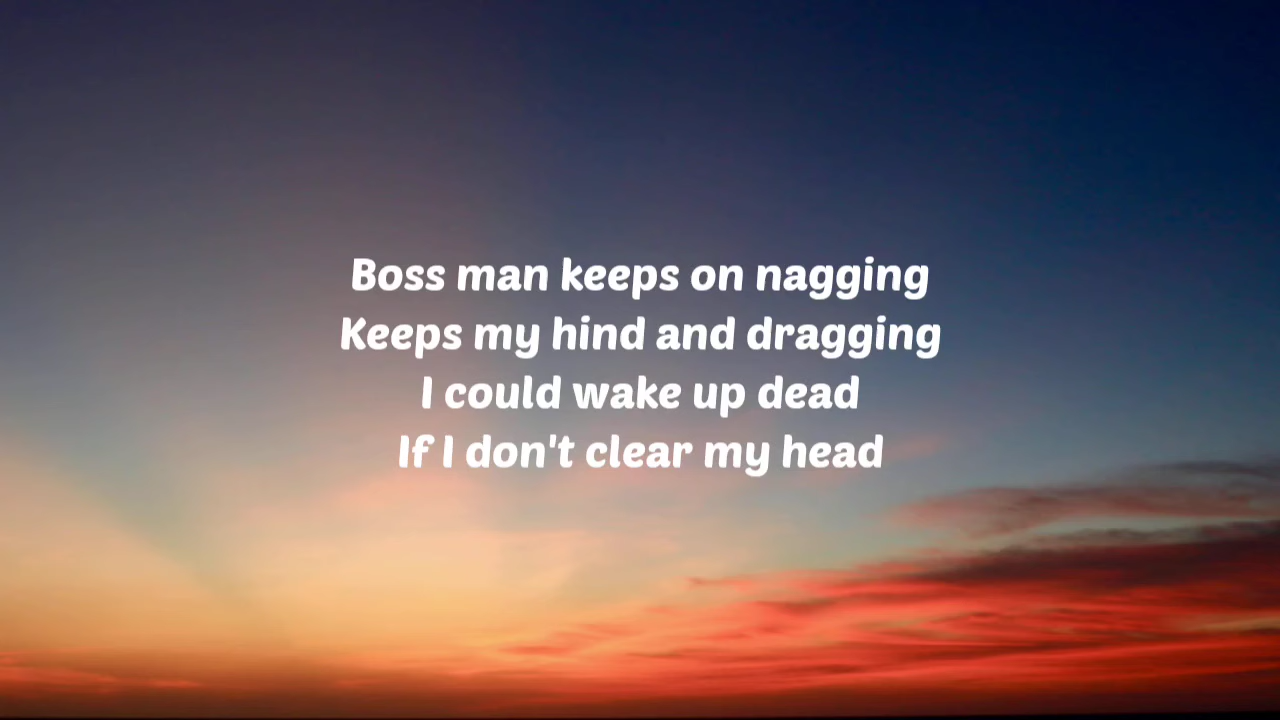 Boss man keeps on nagging
Keeps my hind and dragging
I could wake up dead
If I don't clear my head